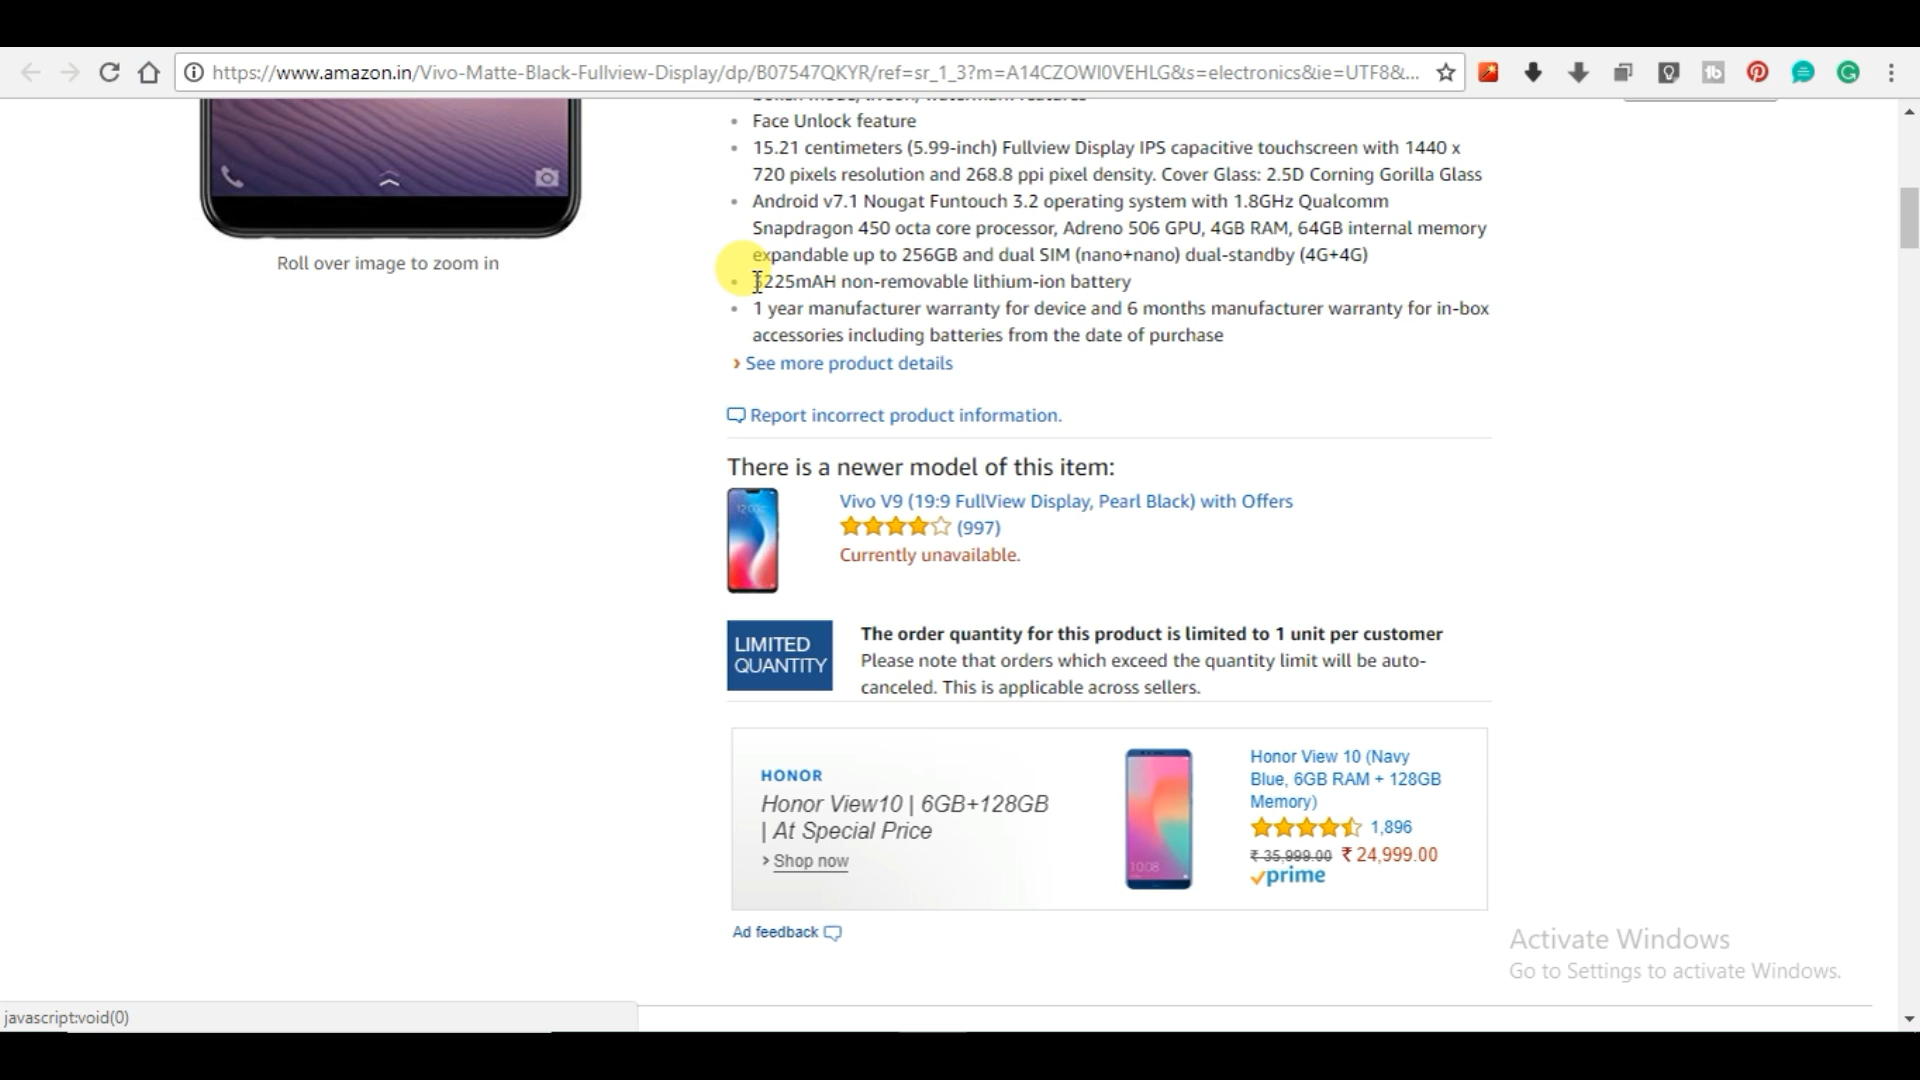 https://www.amazon.in/Vivo-Matte-Black-Fullview-Display/dp/B07547QKYR/ref=sr_1_3?m=A14CZOWI0VEHLG&s=electronics&ie=UTF8&...
Face Unlock feature
15.21 centimeters (5.99-inch) Fullview Display IPS capacitive touchscreen with 1440 x
720 pixels resolution and 268.8 ppi pixel density. Cover Glass: 2.5D Corning Gorilla Glass
Android v7.1 Nougat Funtouch 3.2 operating system with 1.8GHz Qualcomm
Snapdragon 450 octa core processor, Adreno 506 GPU, 4GB RAM, 64GB internal memory
expandable up to 256GB and dual SIM (nano+nano) dual-standby (4G+4G)
Roll over image to zoom in
3225mAH non-removable lithium-ion battery
1 year manufacturer warranty for device and 6 months manufacturer warranty for in-box
accessories including batteries from the date of purchase
› See more product details
Report incorrect product information.
There is a newer model of this item:
Vivo V9 (19:9 FullView Display, Pearl Black) with Offers
(997)
Currently unavailable.
LIMITED
QUANTITY
The order quantity for this product is limited to 1 unit per customer
Please note that orders which exceed the quantity limit will be auto-
canceled. This is applicable across sellers.
HONOR
Honor View10 | 6GB+128GB
| At Special Price
› Shop now
10:08
Honor View 10 (Navy
Blue, 6GB RAM + 128GB
Memory)
1,896
₹ 35,999.00 ₹ 24,999.00
prime
Ad feedback
Activate Windows
Go to Settings to activate Windows.
javascript:void(0)